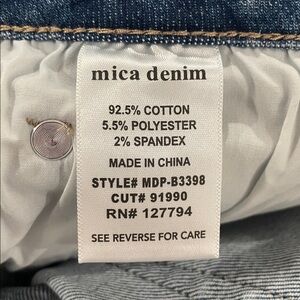 mica denim
92.5% COTTON
5.5% POLYESTER
2% SPANDEX
MADE IN CHINA
STYLE# MDP-B3398
CUT# 91990
RN# 127794
SEE REVERSE FOR CARE